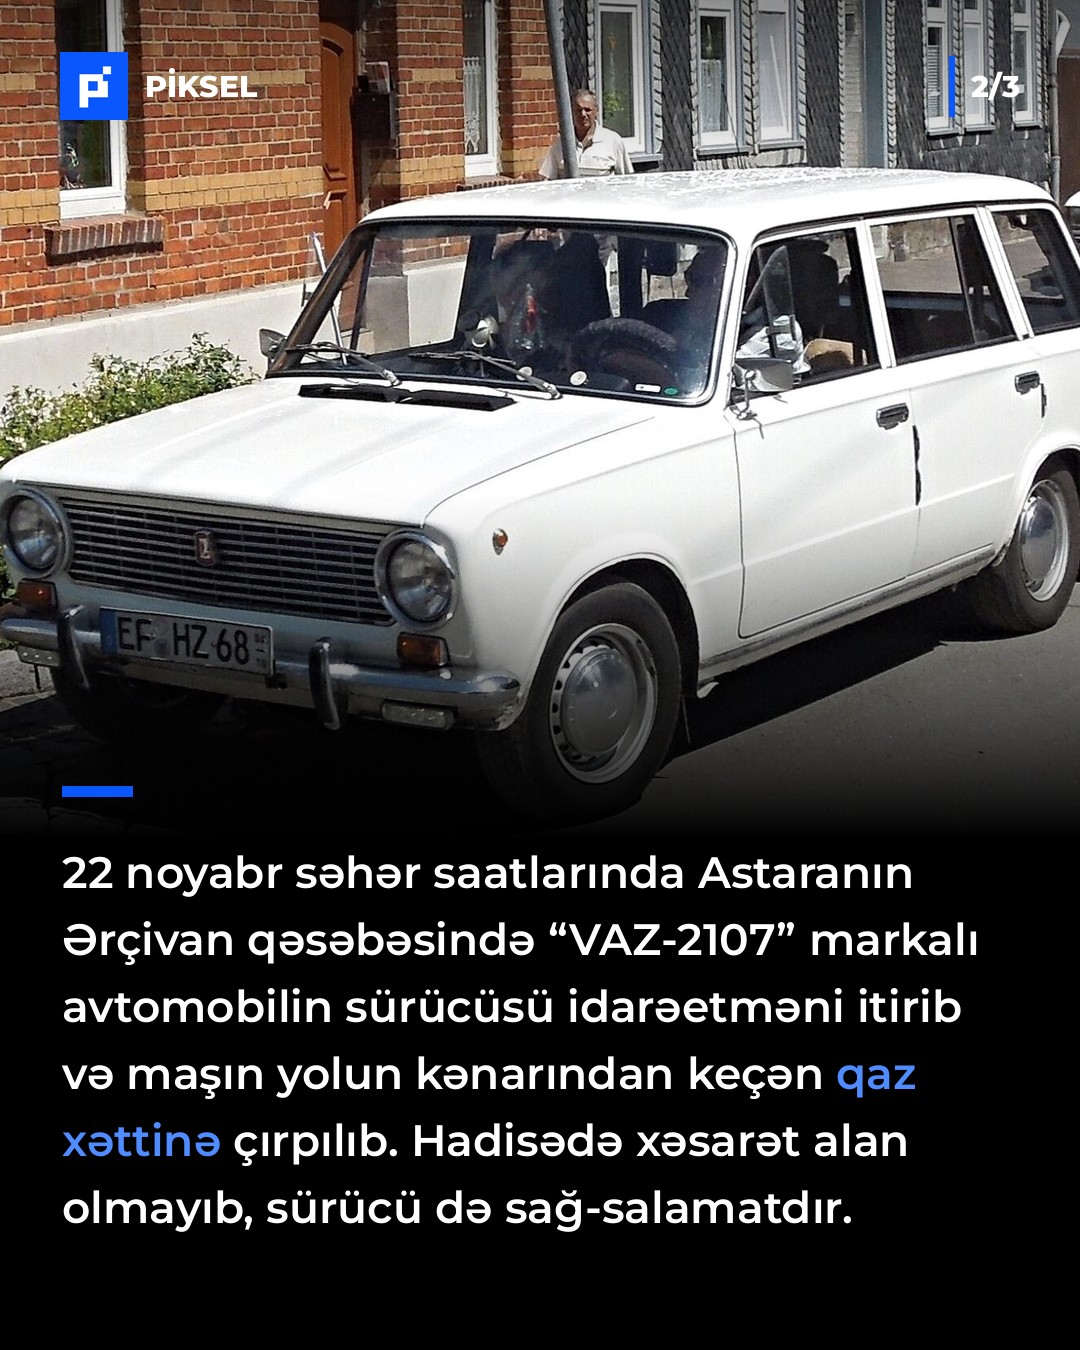 PİKSEL
2/3
EF HZ·68
22 noyabr səhər saatlarında Astaranın
Ərçivan qəsəbəsində “VAZ-2107” markalı
avtomobilin sürücüsü idarəetməni itirib
və maşın yolun kənarından keçən qaz
xəttinə çırpılıb. Hadisədə xəsarət alan
olmayıb, sürücü də sağ-salamatdır.